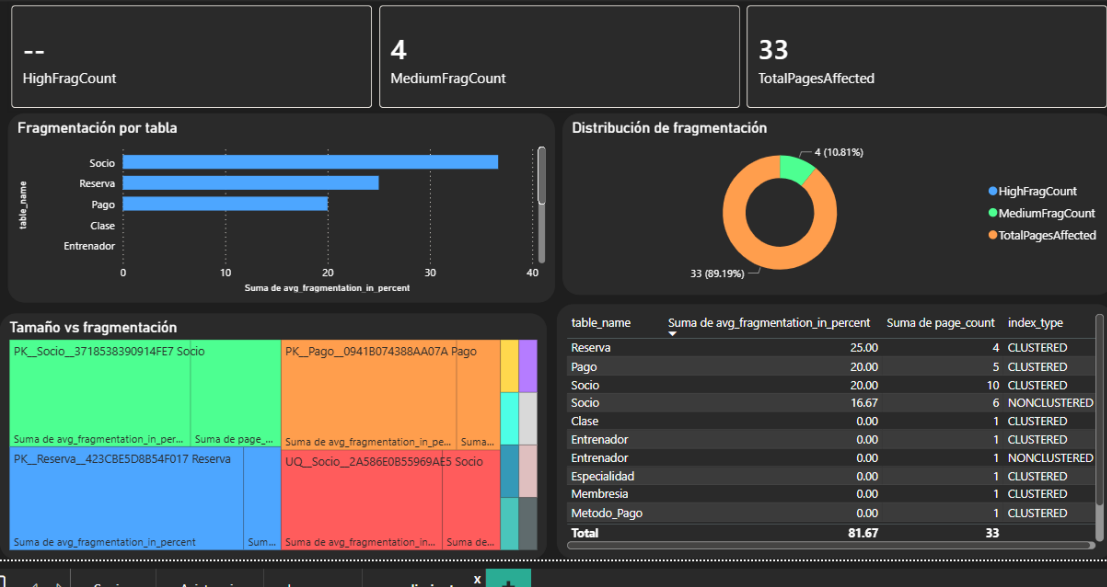 --
HighFragCount
4
MediumFragCount
33
TotalPagesAffected
Fragmentación por tabla
table_name
Socio
Reserva
Pago
Clase
Entrenador
0 10 20 30 40
Suma de avg_fragmentation_in_percent
Distribución de fragmentación
4 (10.81%)
33 (89.19%)
HighFragCount
MediumFragCount
TotalPagesAffected
Tamaño vs fragmentación
PK__Socio__3718538390914FE7 Socio
Suma de avg_fragmentation_in_per... Suma de page_...
PK__Pago__0941B074388AA07A Pago
Suma de avg_fragmentation_in_pe... Suma...
PK__Reserva__423CBE5D8B54F017 Reserva
Suma de avg_fragmentation_in_percent Sum...
UQ__Socio__2A586E0B55969AE5 Socio
Suma de avg_fragmentation_in... Suma de...
table_name Suma de avg_fragmentation_in_percent Suma de page_count index_type
Reserva 25.00 4 CLUSTERED
Pago 20.00 5 CLUSTERED
Socio 20.00 10 CLUSTERED
Socio 16.67 6 NONCLUSTERED
Clase 0.00 1 CLUSTERED
Entrenador 0.00 1 CLUSTERED
Entrenador 0.00 1 NONCLUSTERED
Especialidad 0.00 1 CLUSTERED
Membresia 0.00 1 CLUSTERED
Metodo_Pago 0.00 1 CLUSTERED
Total 81.67 33
x